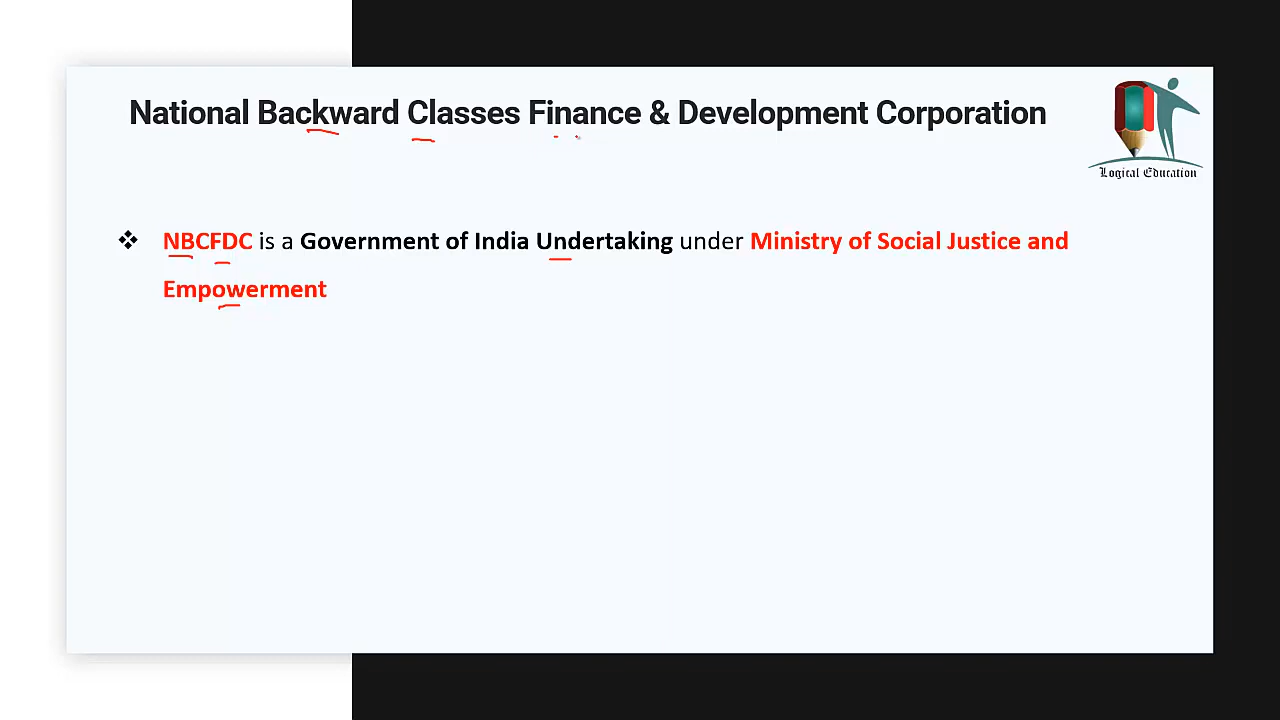 National Backward Classes Finance & Development Corporation
Logical Education
❖ NBCFDC is a Government of India Undertaking under Ministry of Social Justice and
Empowerment